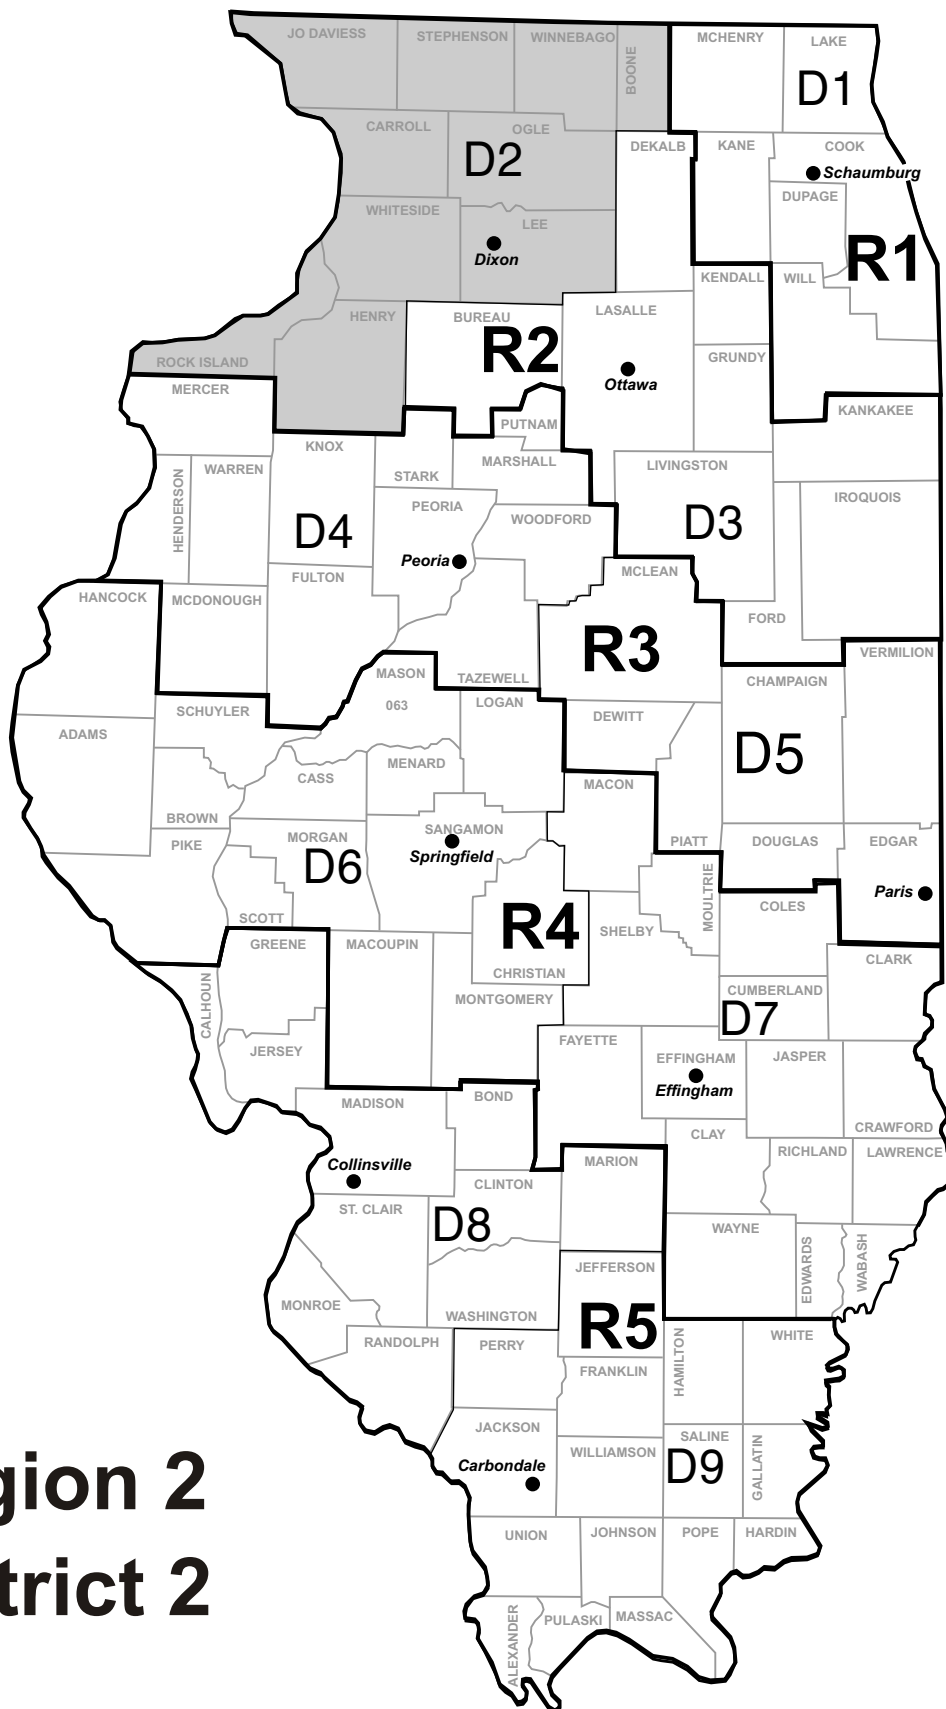 JO DAVIESS
STEPHENSON
WINNEBAGO
BOONE
MCHENRY
LAKE
D1
CARROLL
OGLE
D2
DEKALB
KANE
COOK
Schaumburg
DUPAGE
WHITESIDE
LEE
Dixon
R1
KENDALL
WILL
HENRY
BUREAU
R2
LASALLE
ROCK ISLAND
GRUNDY
Ottawa
MERCER
KANKAKEE
PUTNAM
KNOX
STARK
MARSHALL
LIVINGSTON
HENDERSON
WARREN
IROQUOIS
PEORIA
WOODFORD
D3
D4
Peoria
FULTON
MCLEAN
HANCOCK
MCDONOUGH
FORD
R3
VERMILION
MASON
063
TAZEWELL
LOGAN
CHAMPAIGN
SCHUYLER
DEWITT
ADAMS
D5
MENARD
CASS
MACON
BROWN
SANGAMON
PIKE
MORGAN
PIATT
DOUGLAS
EDGAR
Springfield
D6
MOULTRIE
Paris
COLES
SCOTT
R4
SHELBY
GREENE
MACOUPIN
CLARK
CHRISTIAN
CALHOUN
MONTGOMERY
CUMBERLAND
D7
FAYETTE
JERSEY
EFFINGHAM
JASPER
Effingham
MADISON
BOND
CLAY
CRAWFORD
RICHLAND
LAWRENCE
Collinsville
MARION
CLINTON
ST. CLAIR
D8
WAYNE
EDWARDS
WABASH
JEFFERSON
MONROE
WASHINGTON
R5
RANDOLPH
PERRY
HAMILTON
WHITE
FRANKLIN
JACKSON
SALINE
WILLIAMSON
GALLATIN
Carbondale
D9
gion 2
UNION
JOHNSON
POPE
HARDIN
trict 2
ALEXANDER
PULASKI
MASSAC